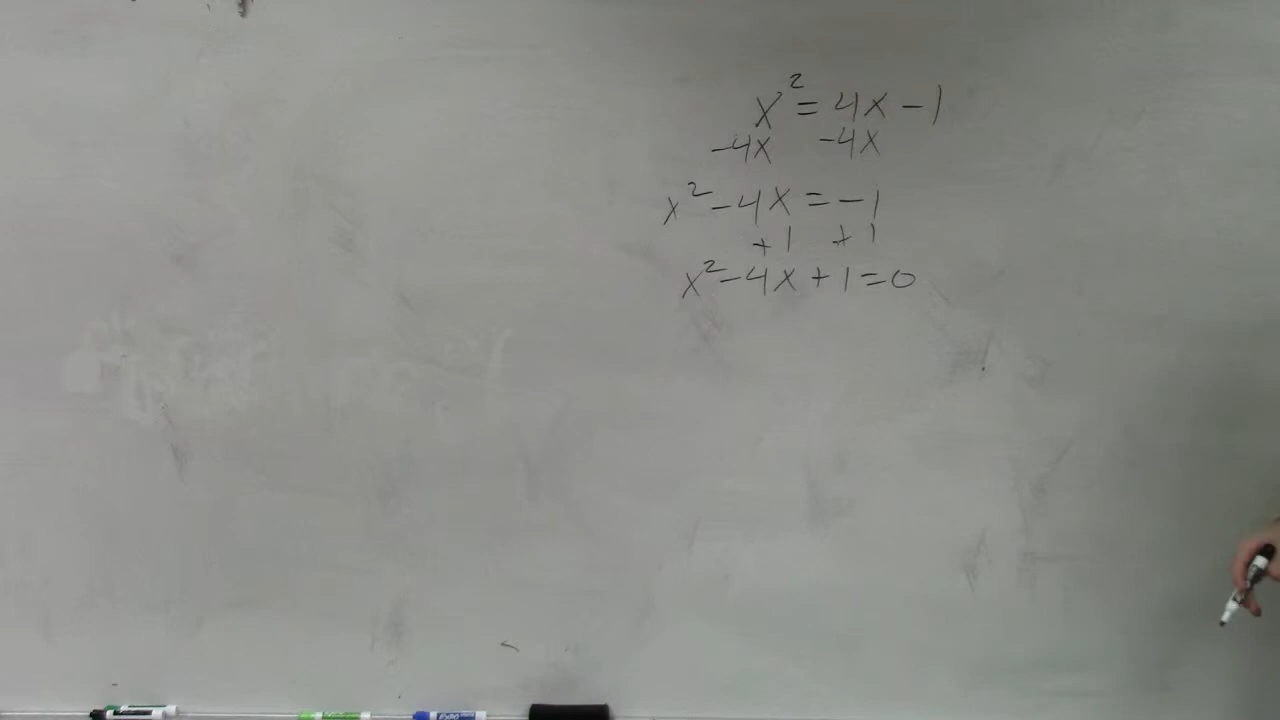 x² = 4x - 1
-4x -4x
x² - 4x = -1
+1 +1
x² - 4x + 1 = 0